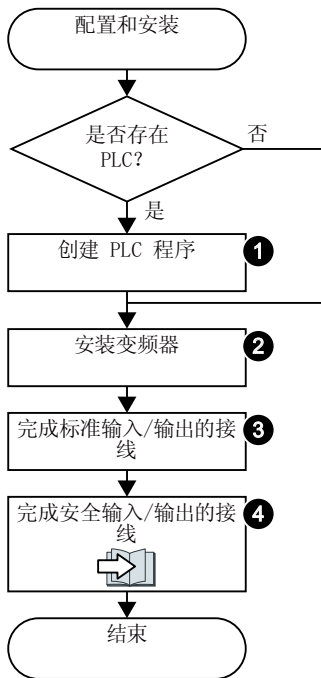 配置和安装
是否存在
PLC?
否
是
创建 PLC 程序
1
安装变频器
2
完成标准输入/输出的接
线
3
完成安全输入/输出的接
线
4
结束